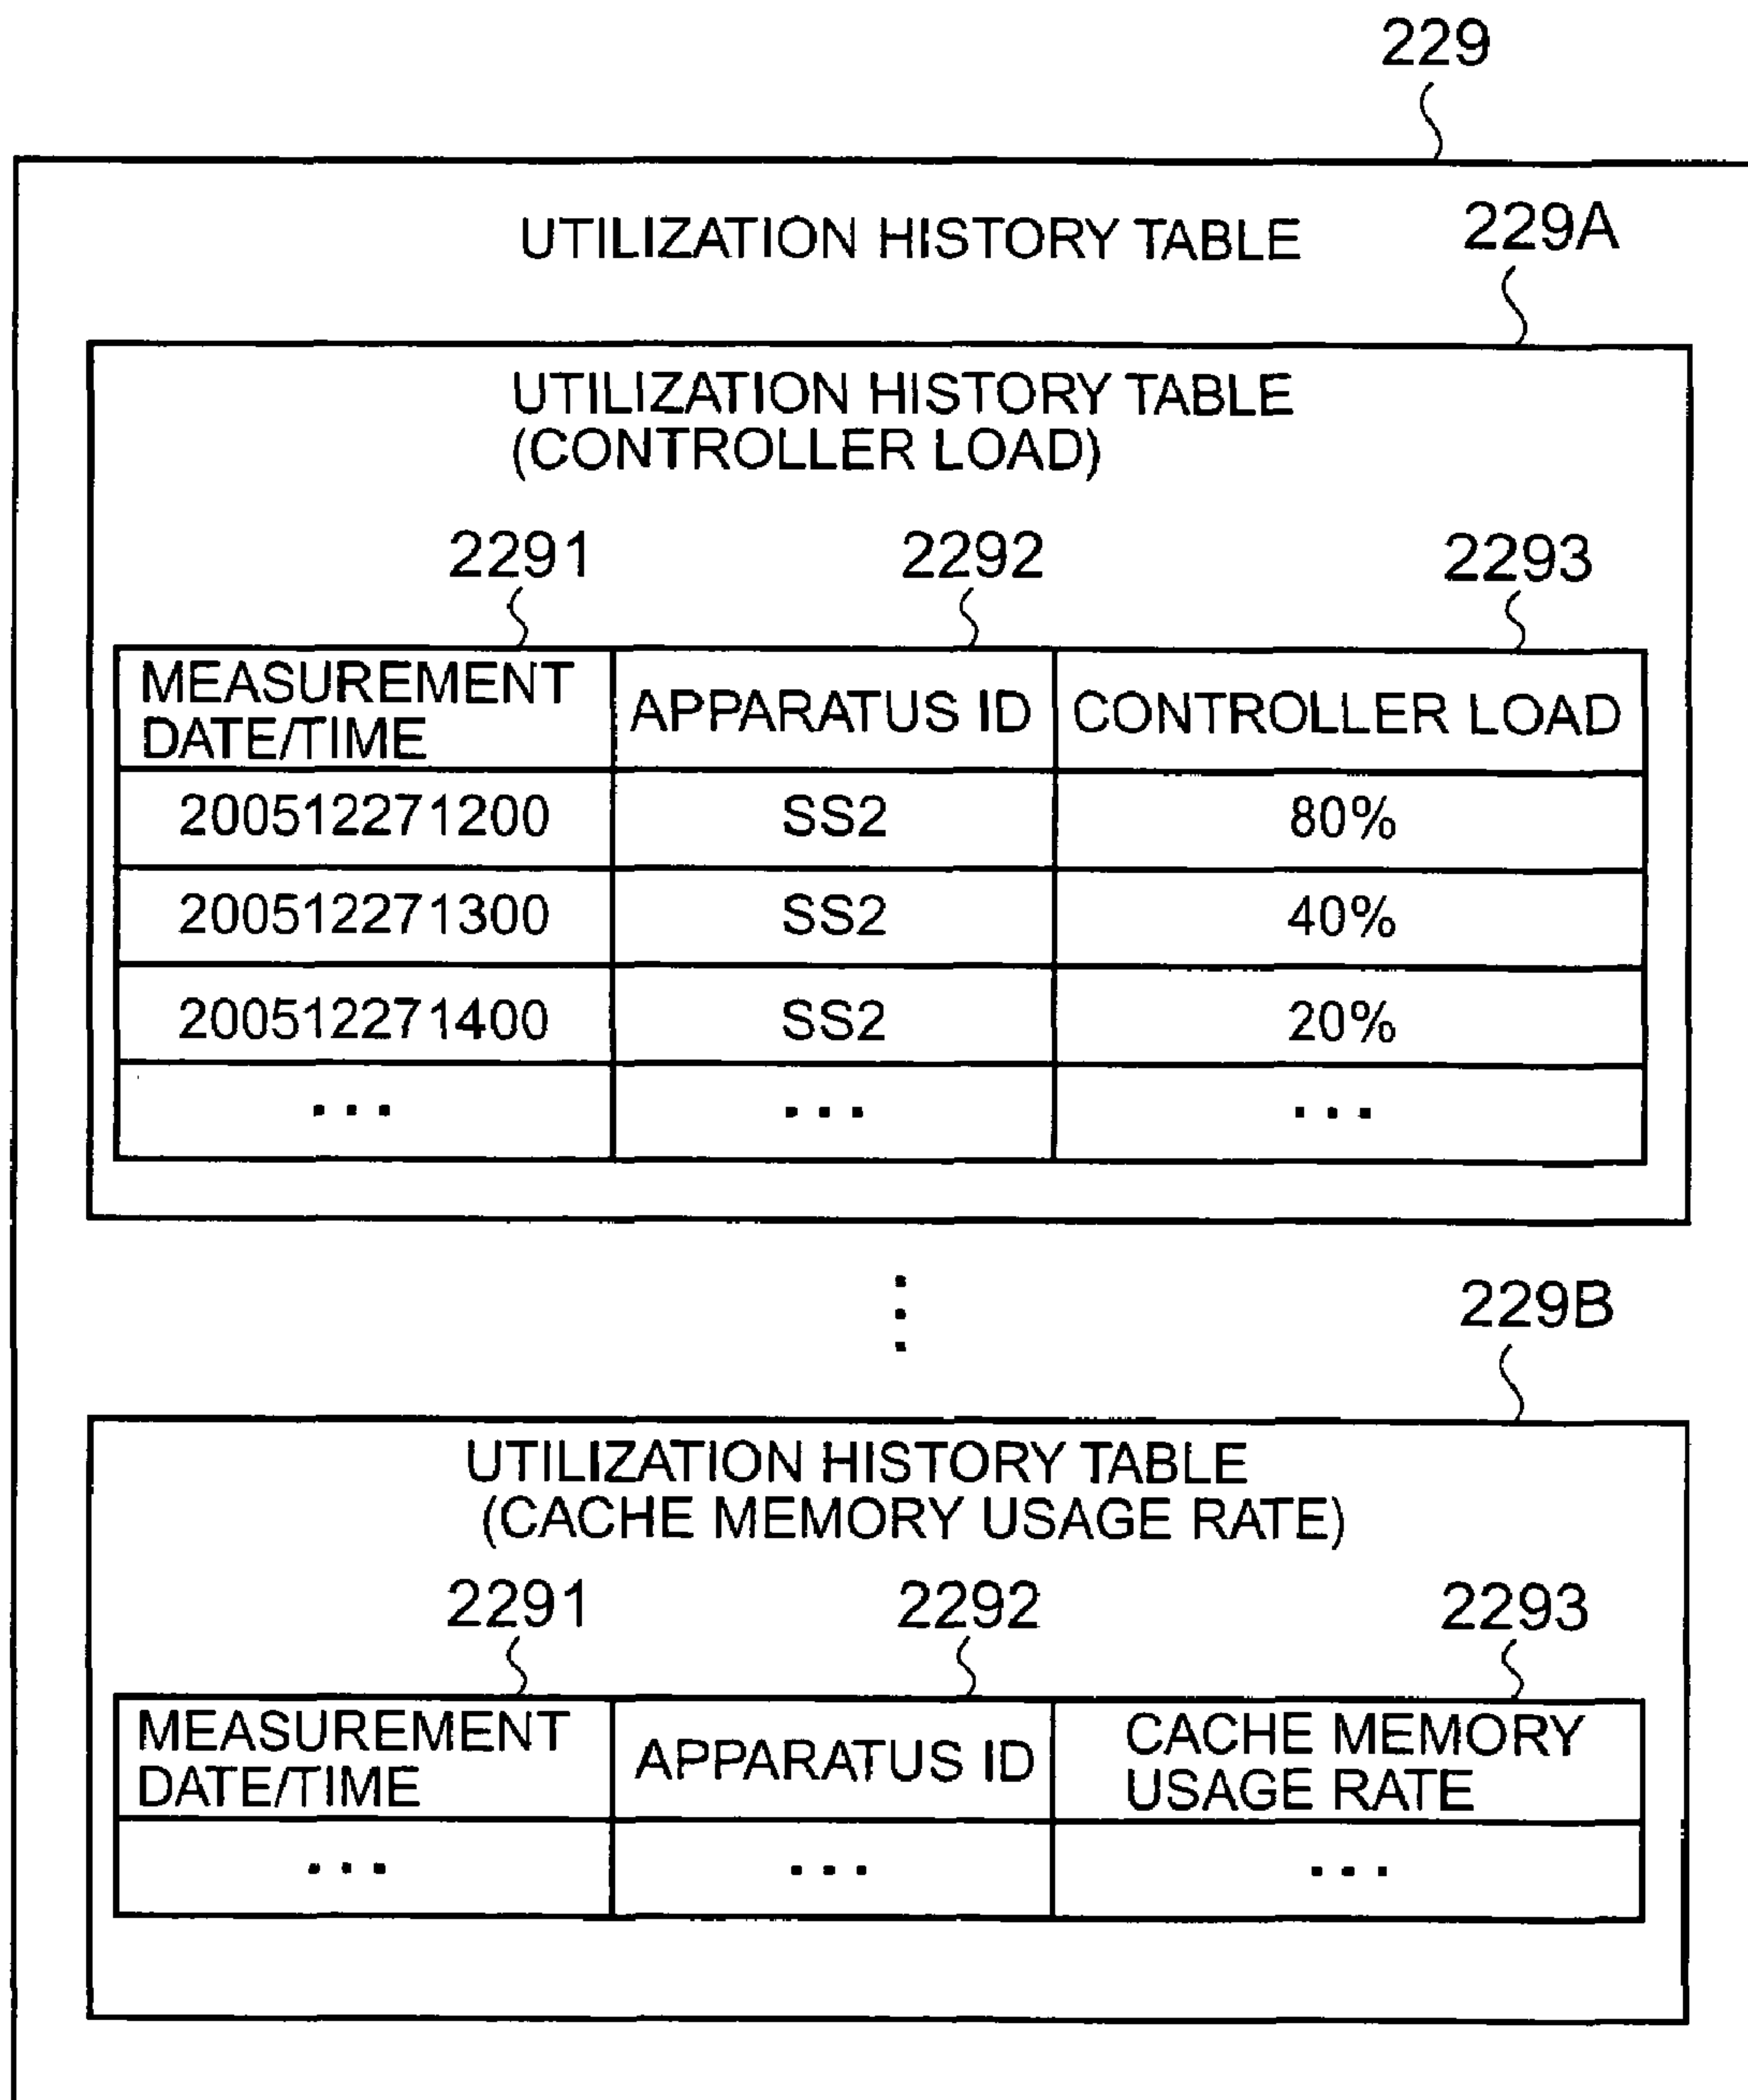 229
UTILIZATION HISTORY TABLE
229A
UTILIZATION HISTORY TABLE
(CONTROLLER LOAD)
2291 2292 2293
MEASUREMENT DATE/TIME APPARATUS ID CONTROLLER LOAD
200512271200 SS2 80%
200512271300 SS2 40%
200512271400 SS2 20%
... ... ...
⋮
229B
UTILIZATION HISTORY TABLE
(CACHE MEMORY USAGE RATE)
2291 2292 2293
MEASUREMENT DATE/TIME APPARATUS ID CACHE MEMORY USAGE RATE
... ... ...